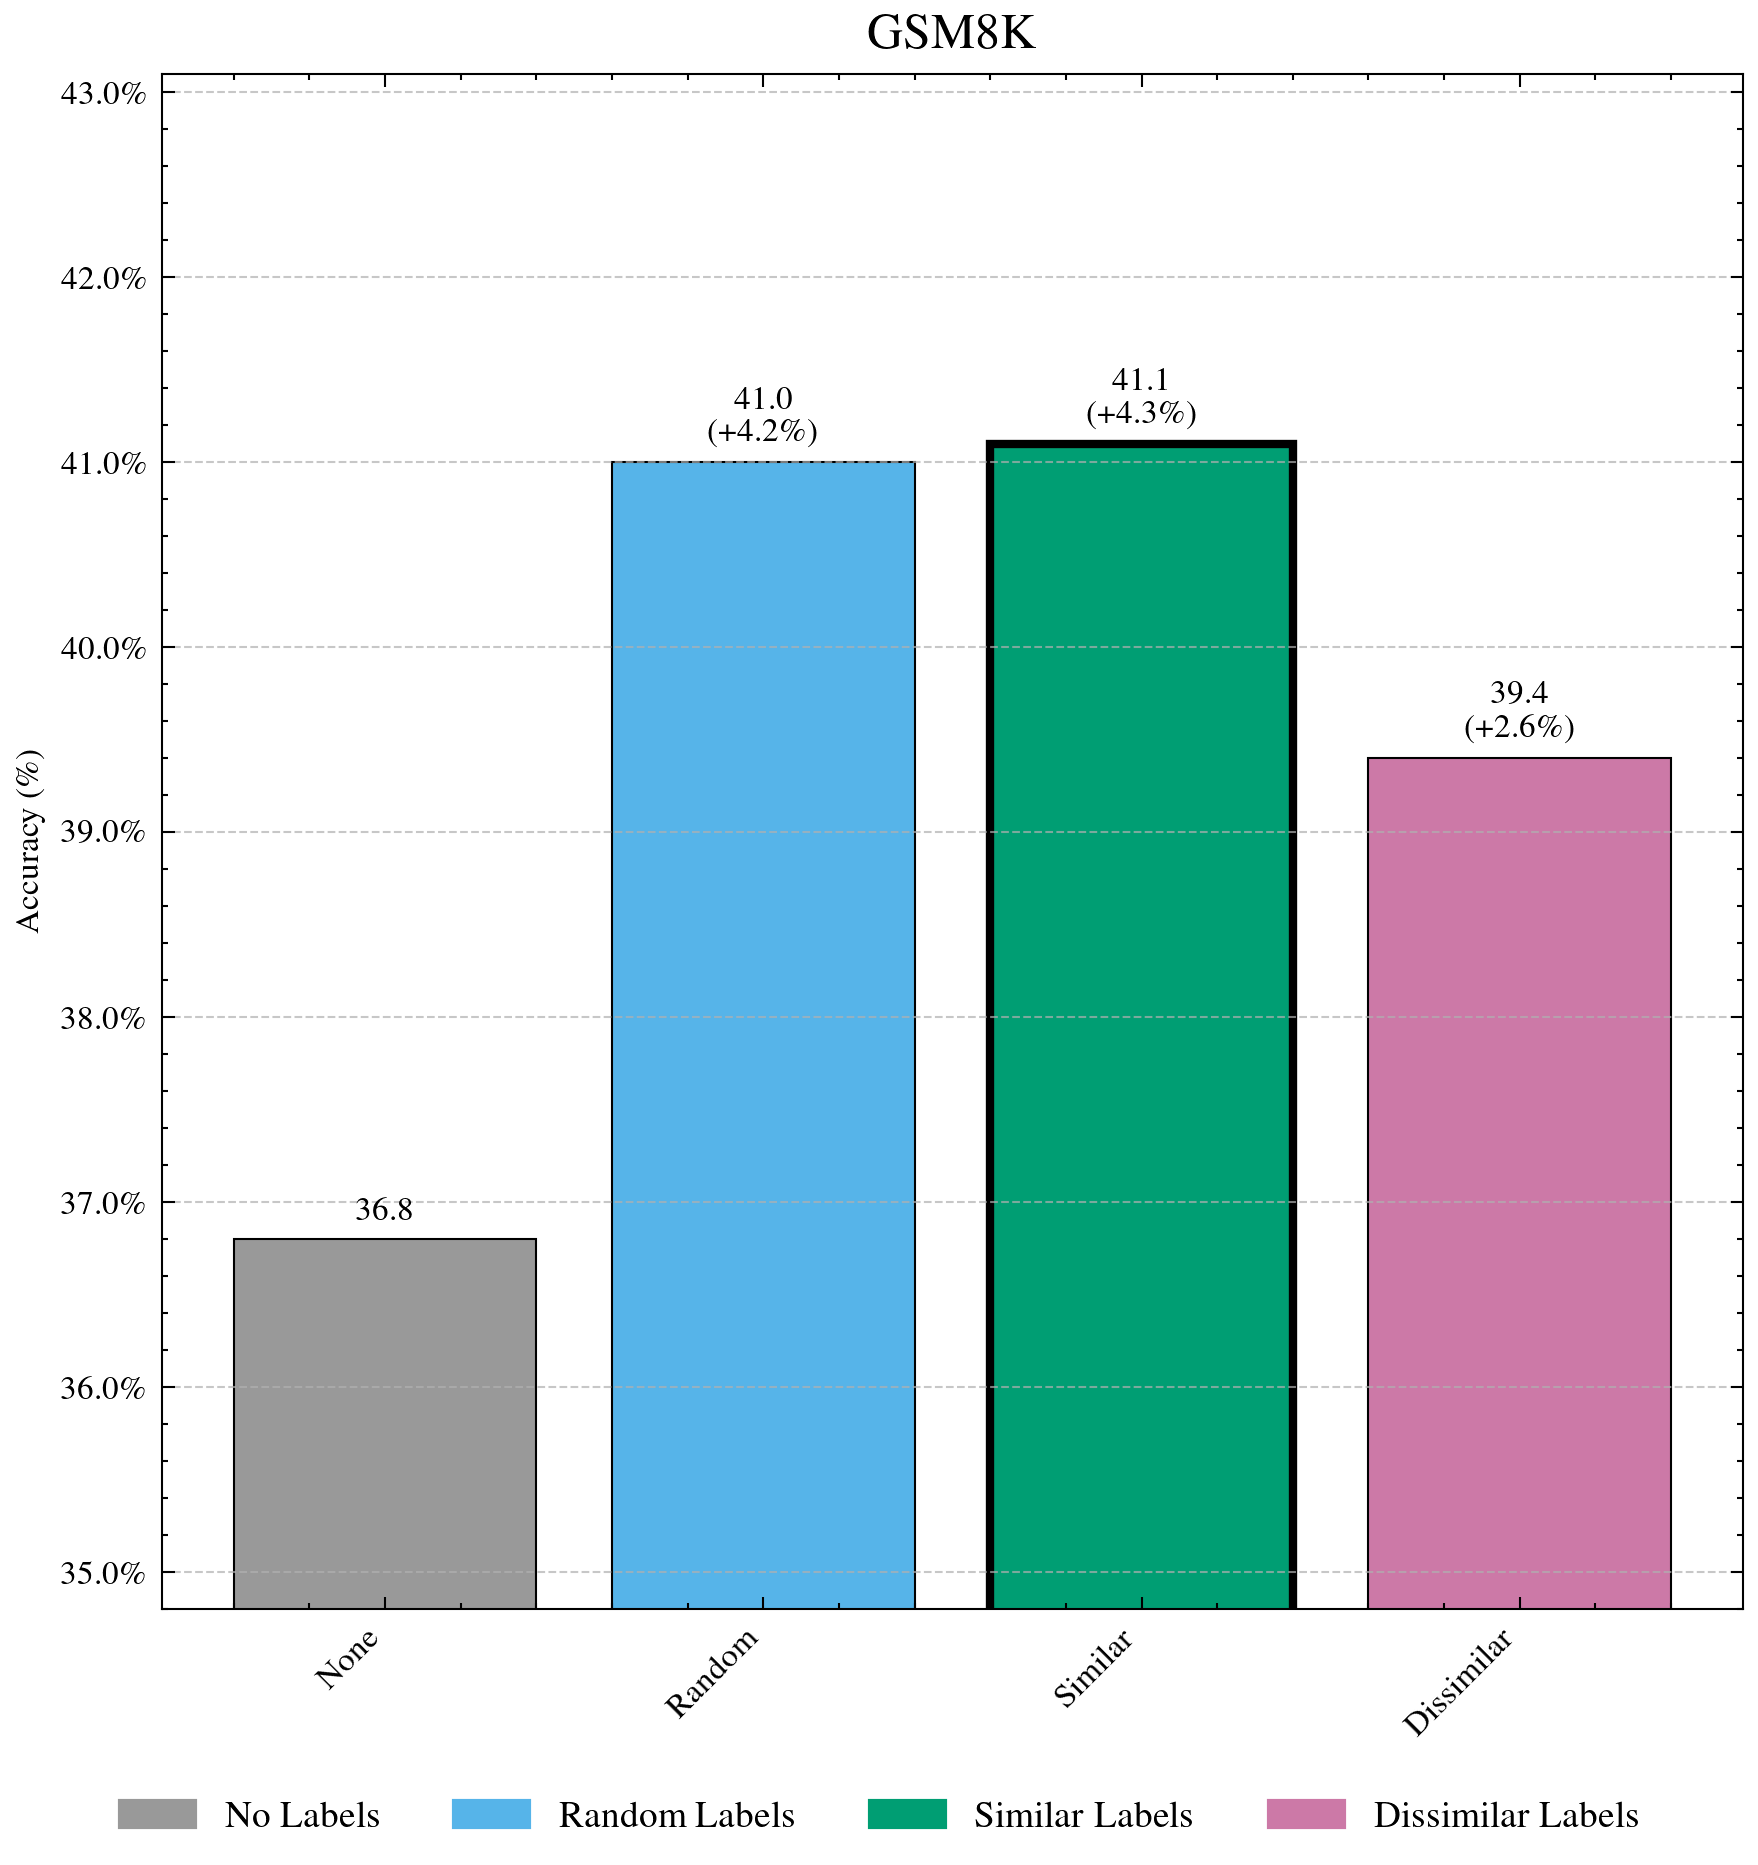 GSM8K
43.0%
42.0%
41.0%
40.0%
39.0%
38.0%
37.0%
36.0%
35.0%
Accuracy (%)
36.8
41.0
(+4.2%)
41.1
(+4.3%)
39.4
(+2.6%)
None
Random
Similar
Dissimilar
No Labels
Random Labels
Similar Labels
Dissimilar Labels